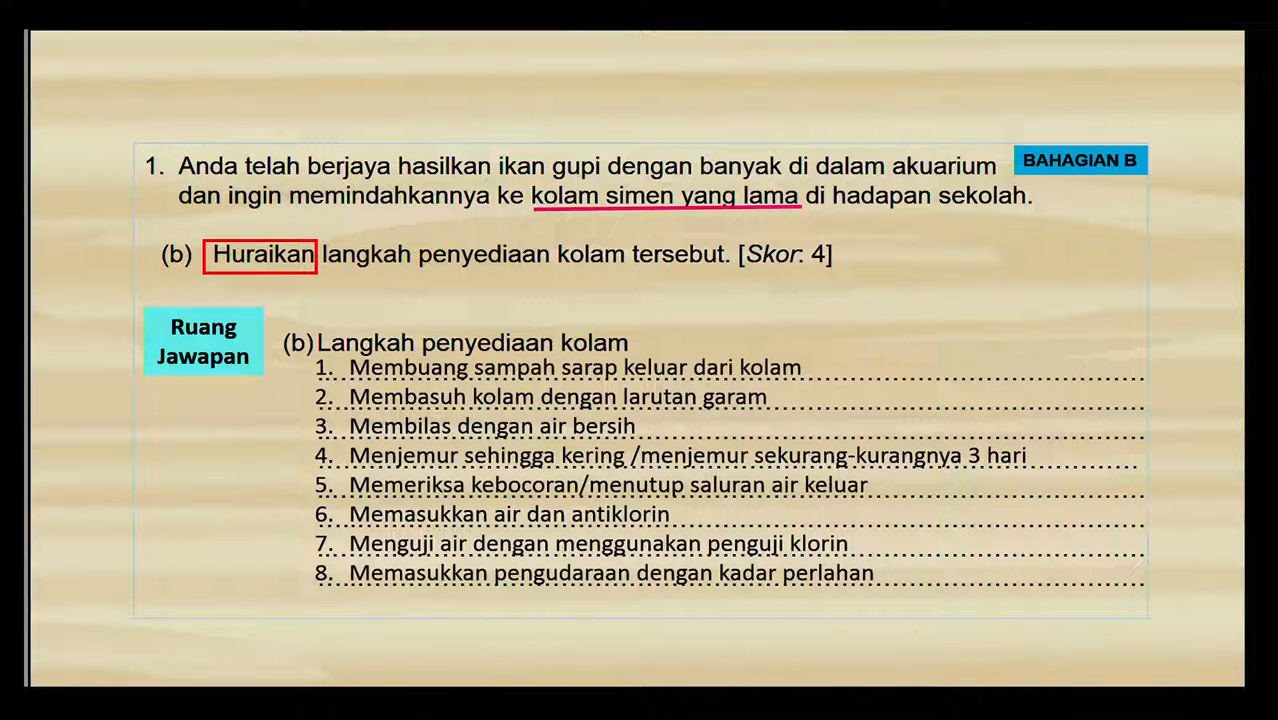 1. Anda telah berjaya hasilkan ikan gupi dengan banyak di dalam akuarium
BAHAGIAN B
dan ingin memindahkannya ke kolam simen yang lama di hadapan sekolah.
(b) Huraikan langkah penyediaan kolam tersebut. [Skor: 4]
Ruang
Jawapan
(b) Langkah penyediaan kolam
1. Membuang sampah sarap keluar dari kolam
2. Membasuh kolam dengan larutan garam
3. Membilas dengan air bersih
4. Menjemur sehingga kering /menjemur sekurang-kurangnya 3 hari
5. Memeriksa kebocoran/menutup saluran air keluar
6. Memasukkan air dan antiklorin
7. Menguji air dengan menggunakan penguji klorin
8. Memasukkan pengudaraan dengan kadar perlahan